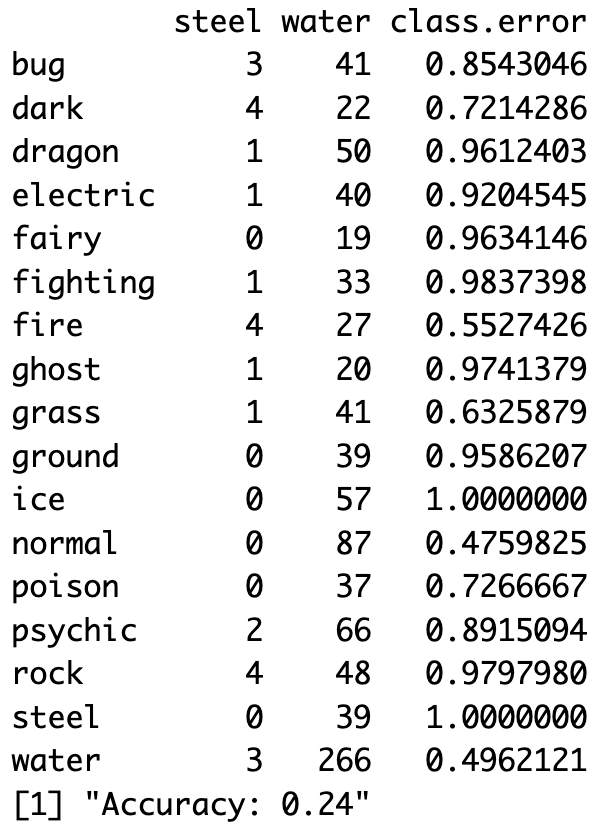 steel water class.error
bug 3 41 0.8543046
dark 4 22 0.7214286
dragon 1 50 0.9612403
electric 1 40 0.9204545
fairy 0 19 0.9634146
fighting 1 33 0.9837398
fire 4 27 0.5527426
ghost 1 20 0.9741379
grass 1 41 0.6325879
ground 0 39 0.9586207
ice 0 57 1.0000000
normal 0 87 0.4759825
poison 0 37 0.7266667
psychic 2 66 0.8915094
rock 4 48 0.9797980
steel 0 39 1.0000000
water 3 266 0.4962121
[1] "Accuracy: 0.24"